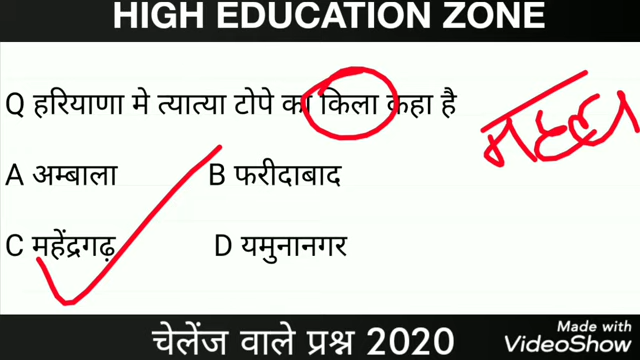 HIGH EDUCATION ZONE
Q हरियाणा मे त्यात्या टोपे का किला कहा है
A अम्बाला B फरीदाबाद
C महेंद्रगढ़ D यमुनानगर
चेलेंज वाले प्रश्न 2020
Made with
VideoShow